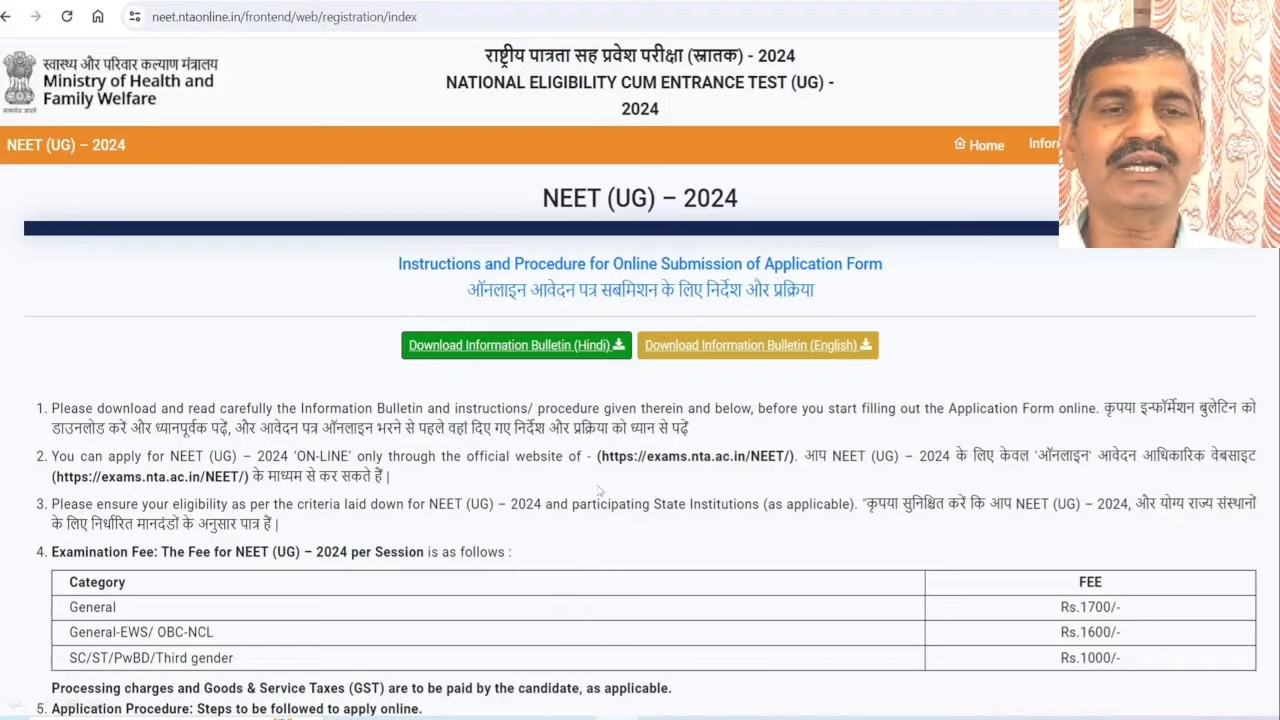 neet.ntaonline.in/frontend/web/registration/index
स्वास्थ्य और परिवार कल्याण मंत्रालय
Ministry of Health and
Family Welfare
राष्ट्रीय पात्रता सह प्रवेश परीक्षा (स्नातक) - 2024
NATIONAL ELIGIBILITY CUM ENTRANCE TEST (UG) -
2024
NEET (UG) – 2024
Home
Infor
NEET (UG) – 2024
Instructions and Procedure for Online Submission of Application Form
ऑनलाइन आवेदन पत्र सबमिशन के लिए निर्देश और प्रक्रिया
Download Information Bulletin (Hindi)
Download Information Bulletin (English)
1. Please download and read carefully the Information Bulletin and instructions/ procedure given therein and below, before you start filling out the Application Form online. कृपया इन्फॉर्मेशन बुलेटिन को
डाउनलोड करें और ध्यानपूर्वक पढ़ें, और आवेदन पत्र ऑनलाइन भरने से पहले वहां दिए गए निर्देश और प्रक्रिया को ध्यान से पढ़ें
2. You can apply for NEET (UG) – 2024 'ON-LINE' only through the official website of - (https://exams.nta.ac.in/NEET/). आप NEET (UG) – 2024 के लिए केवल 'ऑनलाइन' आवेदन आधिकारिक वेबसाइट
(https://exams.nta.ac.in/NEET/) के माध्यम से कर सकते हैं |
3. Please ensure your eligibility as per the criteria laid down for NEET (UG) – 2024 and participating State Institutions (as applicable). "कृपया सुनिश्चित करें कि आप NEET (UG) – 2024, और योग्य राज्य संस्थानों
के लिए निर्धारित मानदंडों के अनुसार पात्र हैं |
4. Examination Fee: The Fee for NEET (UG) – 2024 per Session is as follows :
Category FEE
General Rs.1700/-
General-EWS/ OBC-NCL Rs.1600/-
SC/ST/PwBD/Third gender Rs.1000/-
Processing charges and Goods & Service Taxes (GST) are to be paid by the candidate, as applicable.
5. Application Procedure: Steps to be followed to apply online.